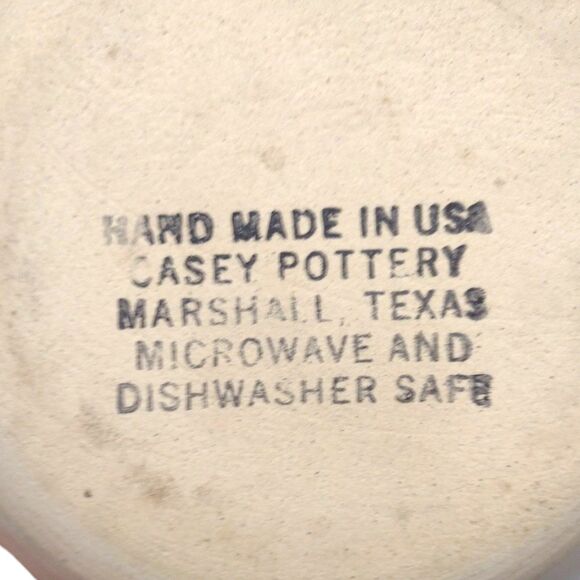 HAND MADE IN USA
CASEY POTTERY
MARSHALL, TEXAS
MICROWAVE AND
DISHWASHER SAFE